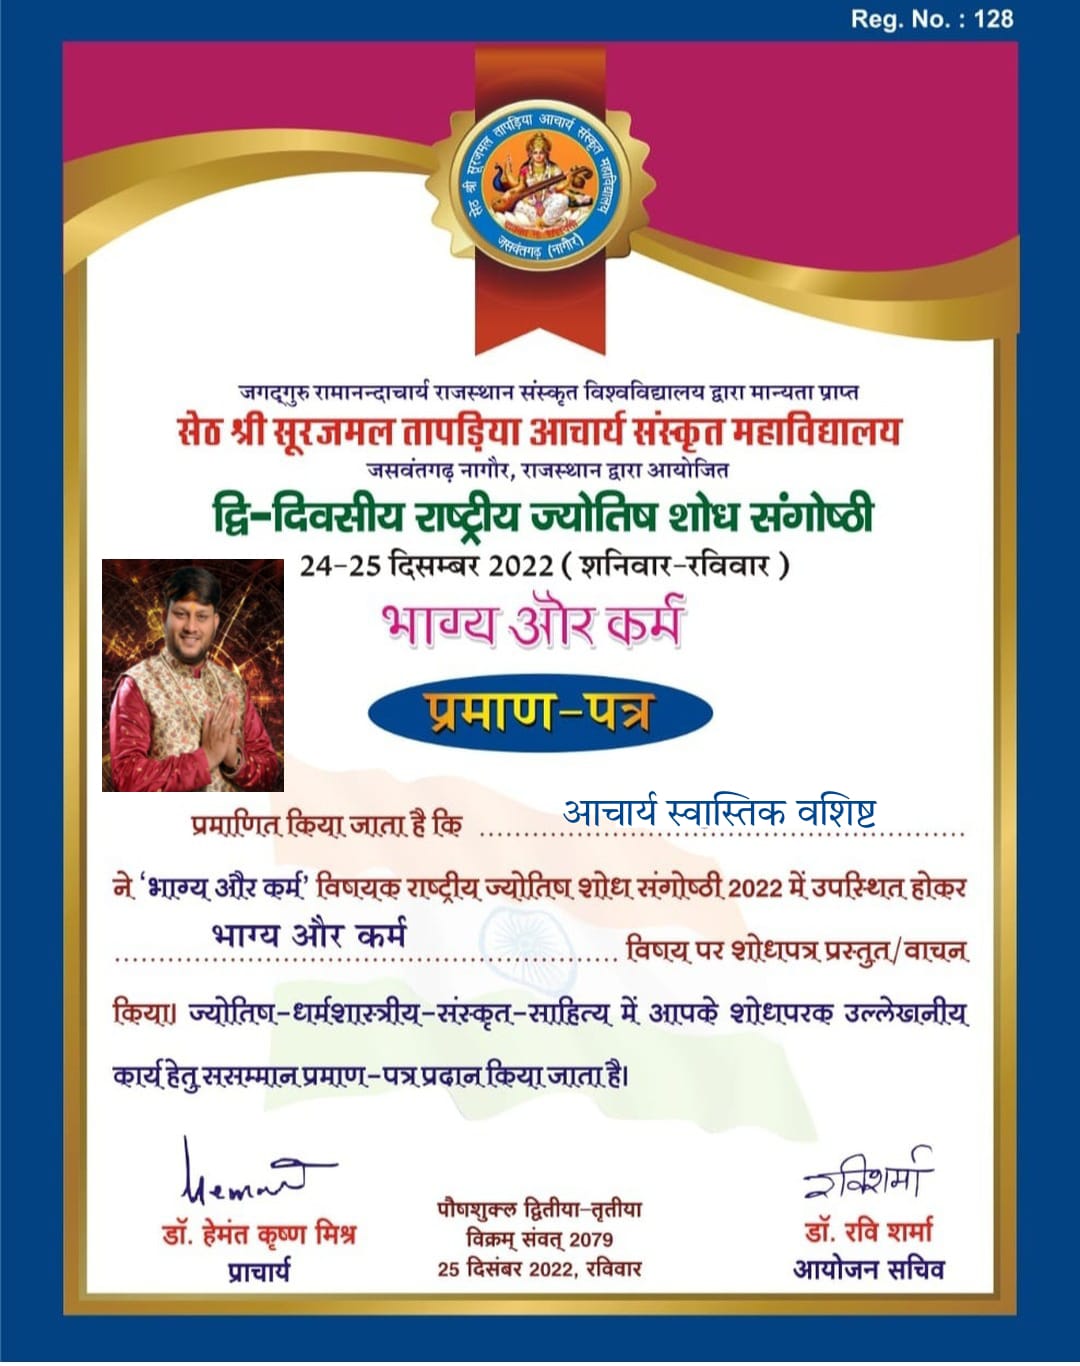 Reg. No. : 128
सेठ श्री सूरजमल तापड़िया आचार्य संस्कृत महाविद्यालय
जसवंतगढ़ (नागौर)
जगद्गुरु रामानन्दाचार्य राजस्थान संस्कृत विश्वविद्यालय द्वारा मान्यता प्राप्त
सेठ श्री सूरजमल तापड़िया आचार्य संस्कृत महाविद्यालय
जसवंतगढ़ नागौर, राजस्थान द्वारा आयोजित
द्वि-दिवसीय राष्ट्रीय ज्योतिष शोध संगोष्ठी
24-25 दिसम्बर 2022 ( शनिवार-रविवार )
भाग्य और कर्म
प्रमाण-पत्र
प्रमाणित किया जाता है कि आचार्य स्वास्तिक वशिष्ट
ने 'भाग्य और कर्म' विषयक राष्ट्रीय ज्योतिष शोध संगोष्ठी 2022 में उपस्थित होकर
भाग्य और कर्म विषय पर शोधपत्र प्रस्तुत/वाचन
किया। ज्योतिष-धर्मशास्त्रीय-संस्कृत-साहित्य में आपके शोधपरक उल्लेखनीय
कार्य हेतु ससम्मान प्रमाण-पत्र प्रदान किया जाता है।
Hemant
रविशर्मा
डॉ. हेमंत कृष्ण मिश्र
प्राचार्य
पौषशुक्ल द्वितीया-तृतीया
विक्रम् संवत् 2079
25 दिसंबर 2022, रविवार
डॉ. रवि शर्मा
आयोजन सचिव